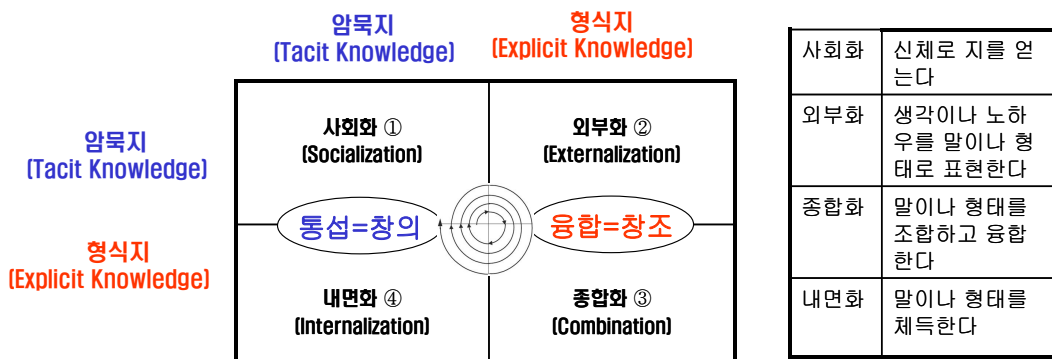 암묵지
(Tacit Knowledge)
형식지
(Explicit Knowledge)
암묵지
(Tacit Knowledge)
형식지
(Explicit Knowledge)
사회화 ①
(Socialization)
외부화 ②
(Externalization)
통섭=창의
융합=창조
내면화 ④
(Internalization)
종합화 ③
(Combination)
사회화
신체로 지를 얻
는다
외부화
생각이나 노하
우를 말이나 형
태로 표현한다
종합화
말이나 형태를
조합하고 융합
한다
내면화
말이나 형태를
체득한다